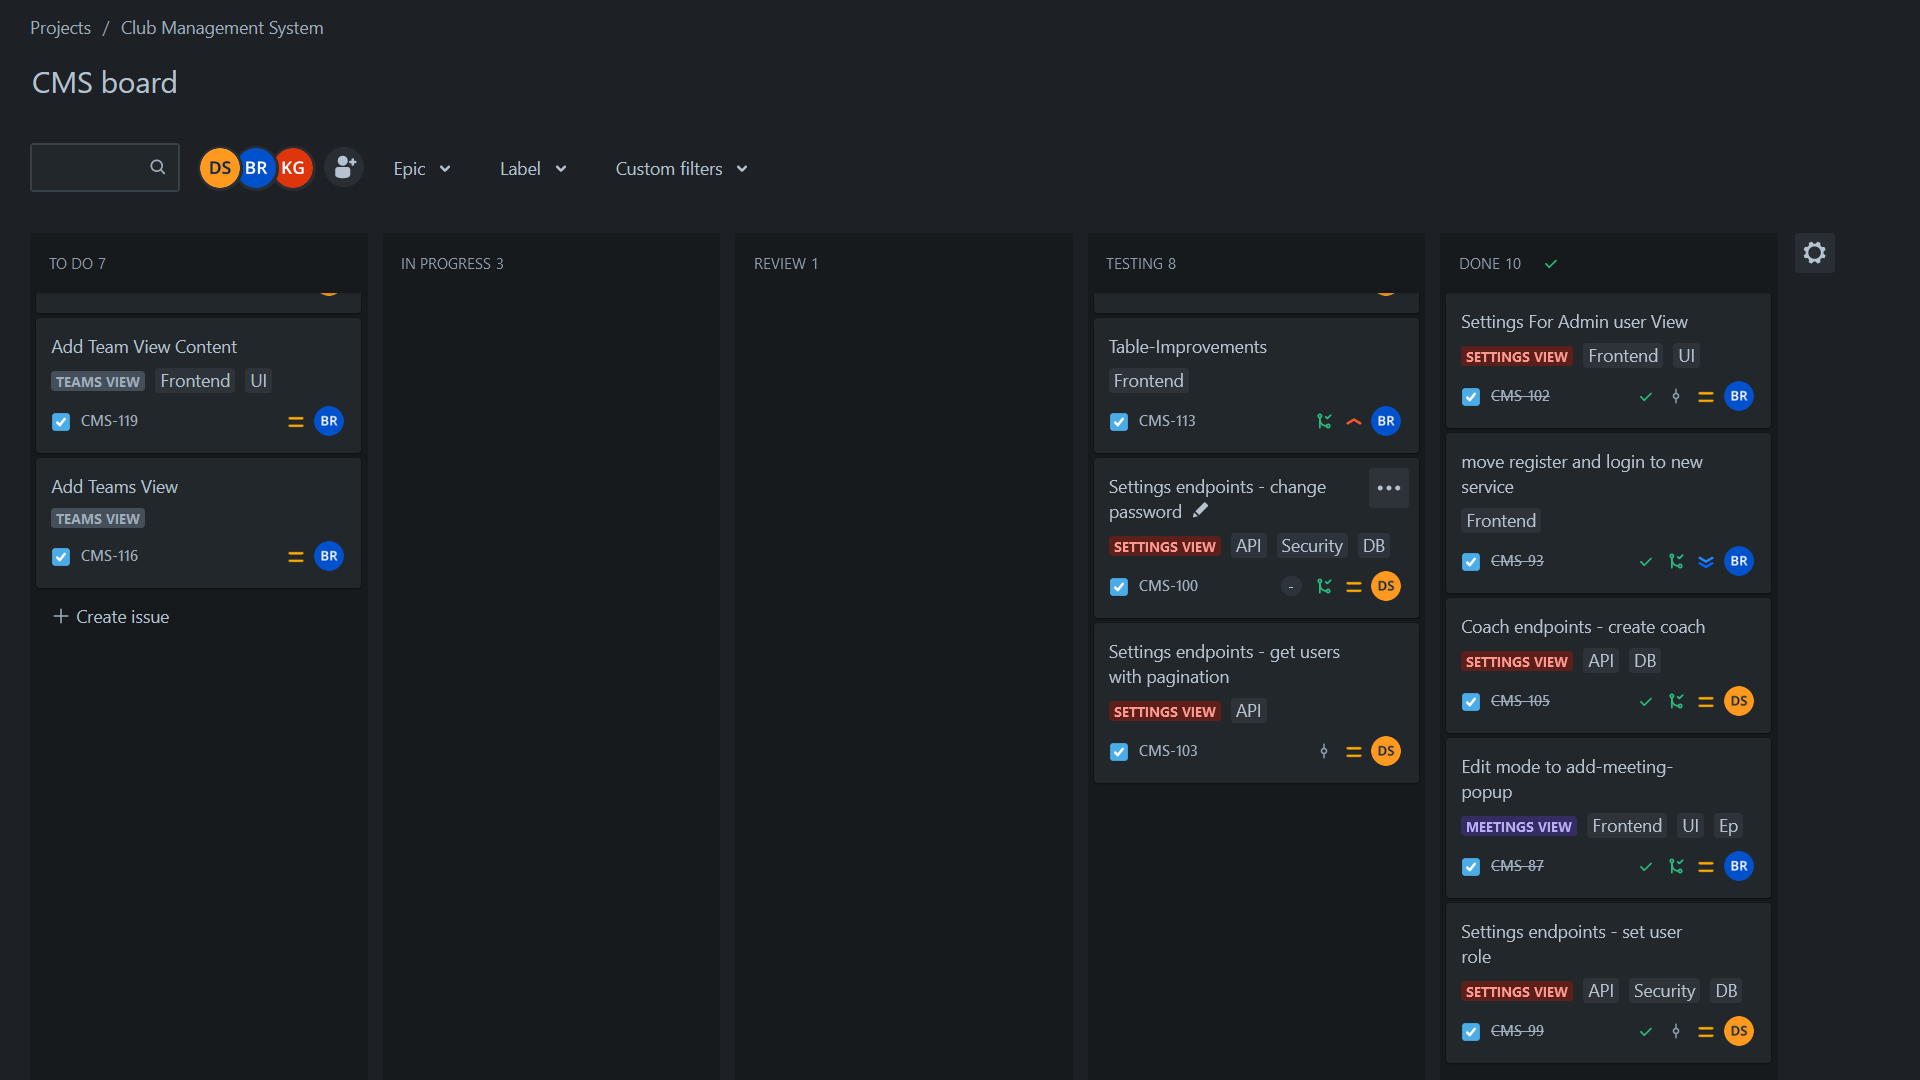 Projects / Club Management System
CMS board
DS BR KG Epic Label Custom filters
TO DO 7
Add Team View Content
TEAMS VIEW Frontend UI
CMS-119 BR
Add Teams View
TEAMS VIEW
CMS-116 BR
Create issue
IN PROGRESS 3
REVIEW 1
TESTING 8
Table-Improvements
Frontend
CMS-113 BR
Settings endpoints - change
password
SETTINGS VIEW API Security DB
CMS-100 - DS
Settings endpoints - get users
with pagination
SETTINGS VIEW API
CMS-103 DS
DONE 10
Settings For Admin user View
SETTINGS VIEW Frontend UI
CMS-102 BR
move register and login to new
service
Frontend
CMS-93 BR
Coach endpoints - create coach
SETTINGS VIEW API DB
CMS-105 DS
Edit mode to add-meeting-
popup
MEETINGS VIEW Frontend UI Ep
CMS-87 BR
Settings endpoints - set user
role
SETTINGS VIEW API Security DB
CMS-99 DS